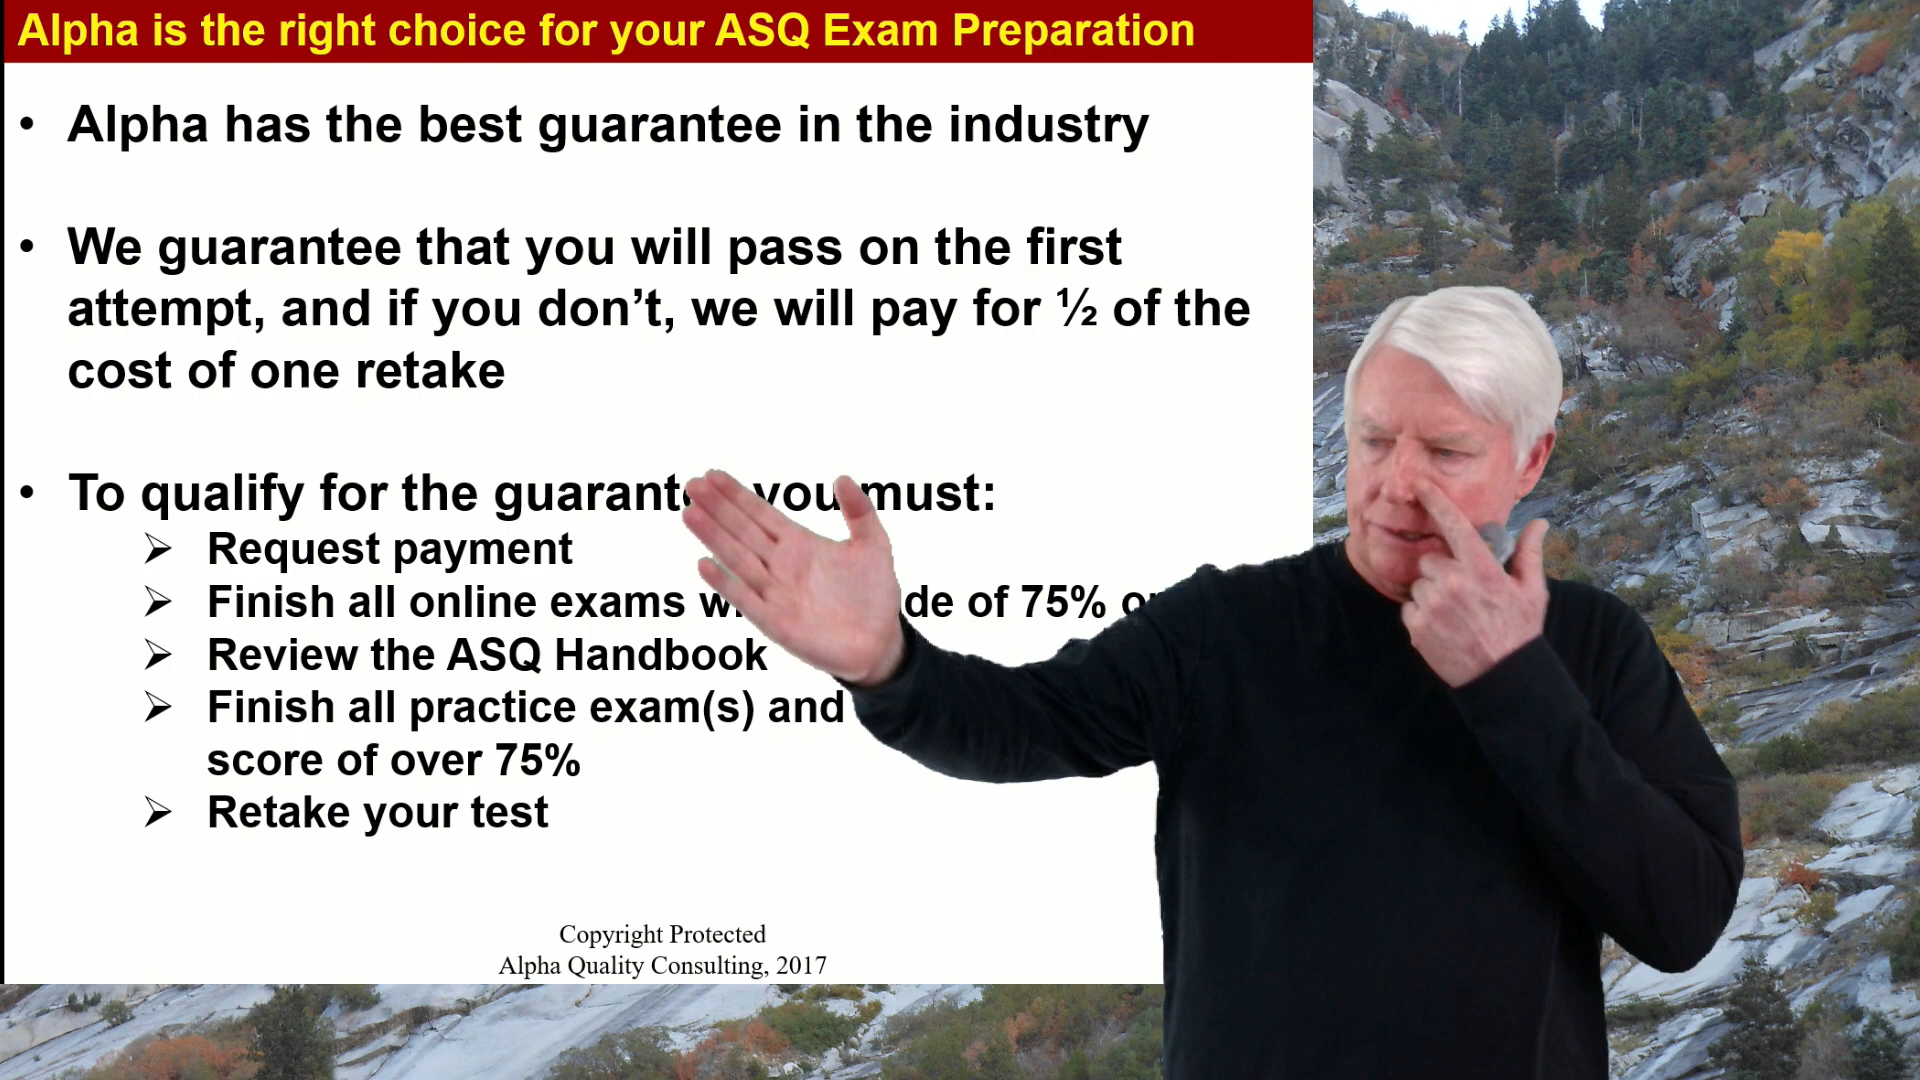 Alpha is the right choice for your ASQ Exam Preparation
• Alpha has the best guarantee in the industry
• We guarantee that you will pass on the first
attempt, and if you don't, we will pay for ½ of the
cost of one retake
• To qualify for the you must:
➢ Request payment
➢ Finish all online exams of 75%
➢ Review the ASQ Handbook
➢ Finish all practice exam(s) and
score of over 75%
➢ Retake your test
Copyright Protected
Alpha Quality Consulting, 2017